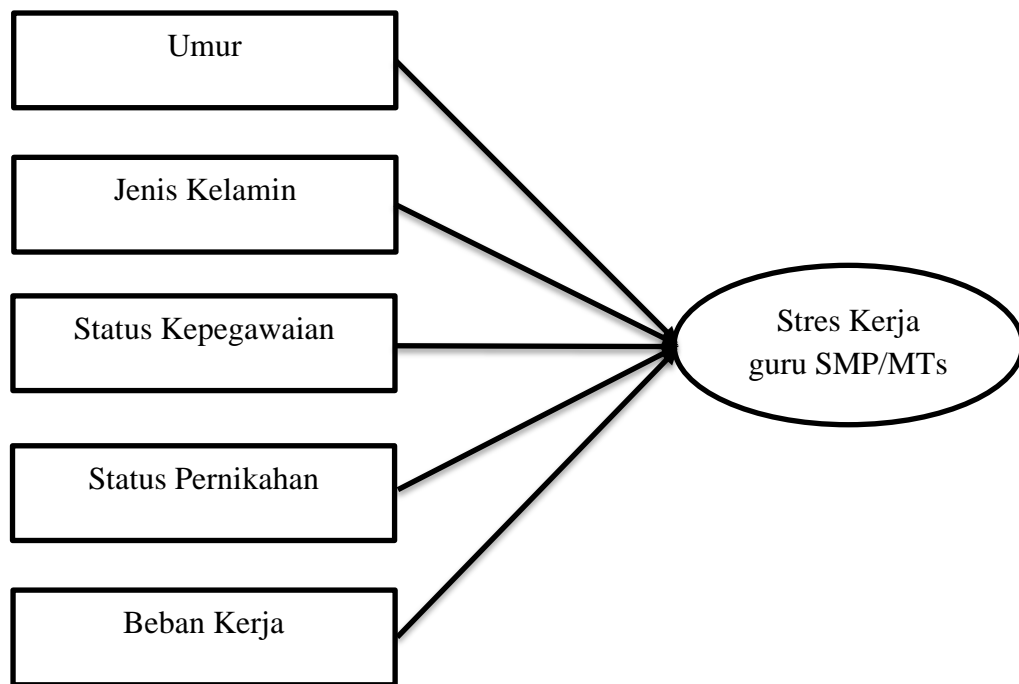 Umur
Jenis Kelamin
Status Kepegawaian
Stres Kerja
guru SMP/MTs
Status Pernikahan
Beban Kerja